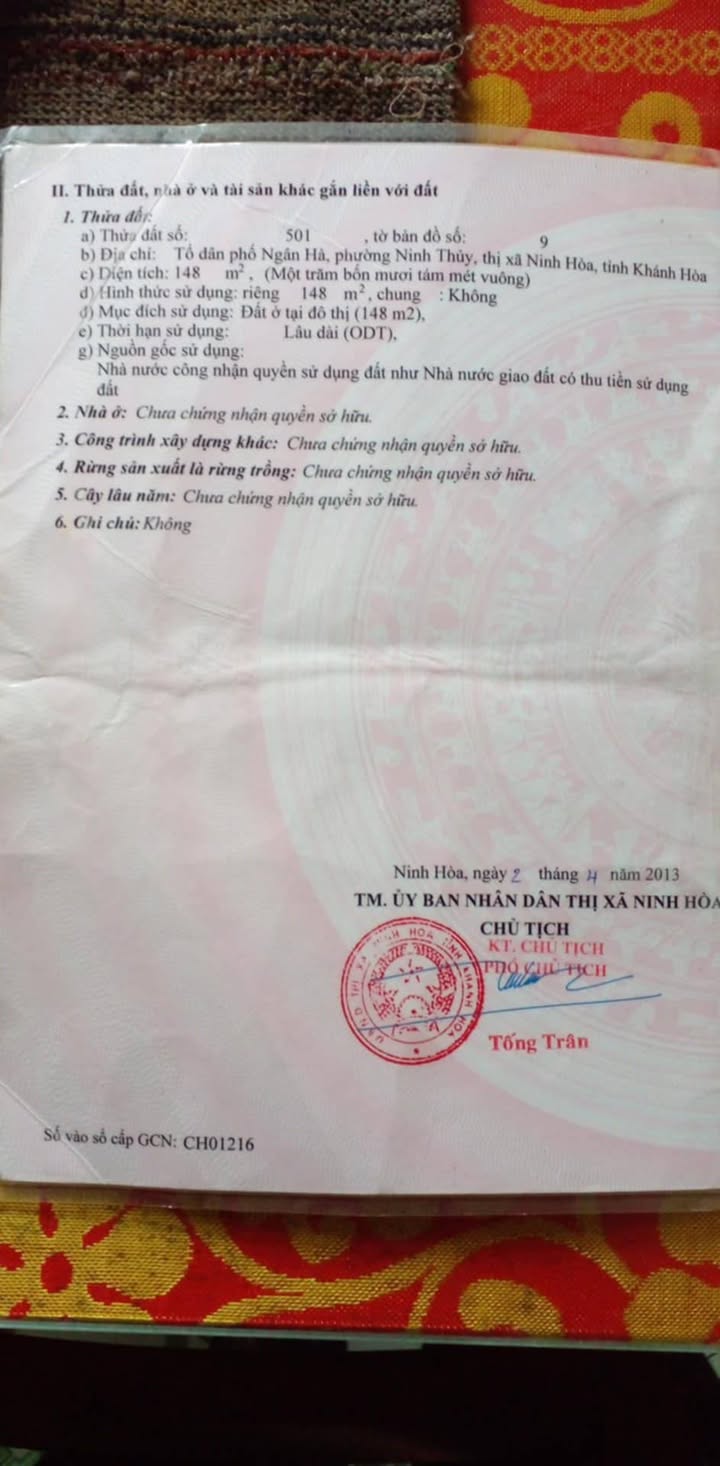 II. Thửa đất, nhà ở và tài sản khác gắn liền với đất
1. Thửa đất:
a) Thửa đất số: 501 , tờ bản đồ số: 9
b) Địa chỉ: Tổ dân phố Ngân Hà, phường Ninh Thủy, thị xã Ninh Hòa, tỉnh Khánh Hòa
c) Diện tích: 148 m², (Một trăm bốn mươi tám mét vuông)
d) Hình thức sử dụng: riêng 148 m², chung : Không
đ) Mục đích sử dụng: Đất ở tại đô thị (148 m2),
e) Thời hạn sử dụng: Lâu dài (ODT),
g) Nguồn gốc sử dụng:
Nhà nước công nhận quyền sử dụng đất như Nhà nước giao đất có thu tiền sử dụng
đất
2. Nhà ở: Chưa chứng nhận quyền sở hữu.
3. Công trình xây dựng khác: Chưa chứng nhận quyền sở hữu.
4. Rừng sản xuất là rừng trồng: Chưa chứng nhận quyền sở hữu.
5. Cây lâu năm: Chưa chứng nhận quyền sở hữu.
6. Ghi chú: Không
Ninh Hòa, ngày 2 tháng 4 năm 2013
TM. ỦY BAN NHÂN DÂN THỊ XÃ NINH HÒA
CHỦ TỊCH
KT. CHỦ TỊCH
PHÓ CHỦ TỊCH
U.B.N.D THỊ XÃ NINH HÒA TỈNH KHÁNH HÒA
Tống Trân
Số vào sổ cấp GCN: CH01216